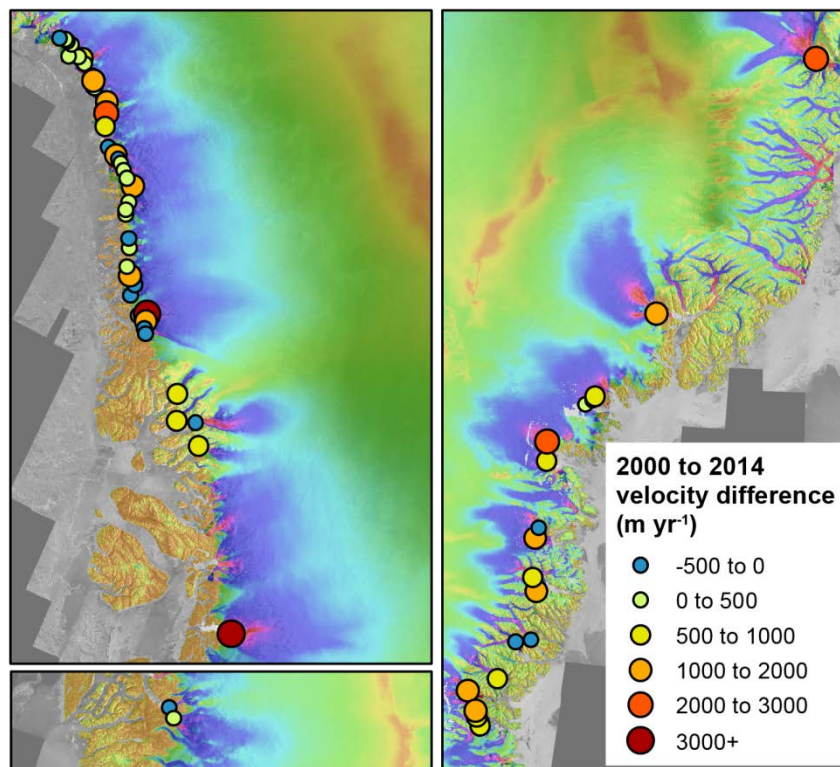 2000 to 2014
velocity difference
(m yr⁻¹)
-500 to 0
0 to 500
500 to 1000
1000 to 2000
2000 to 3000
3000+